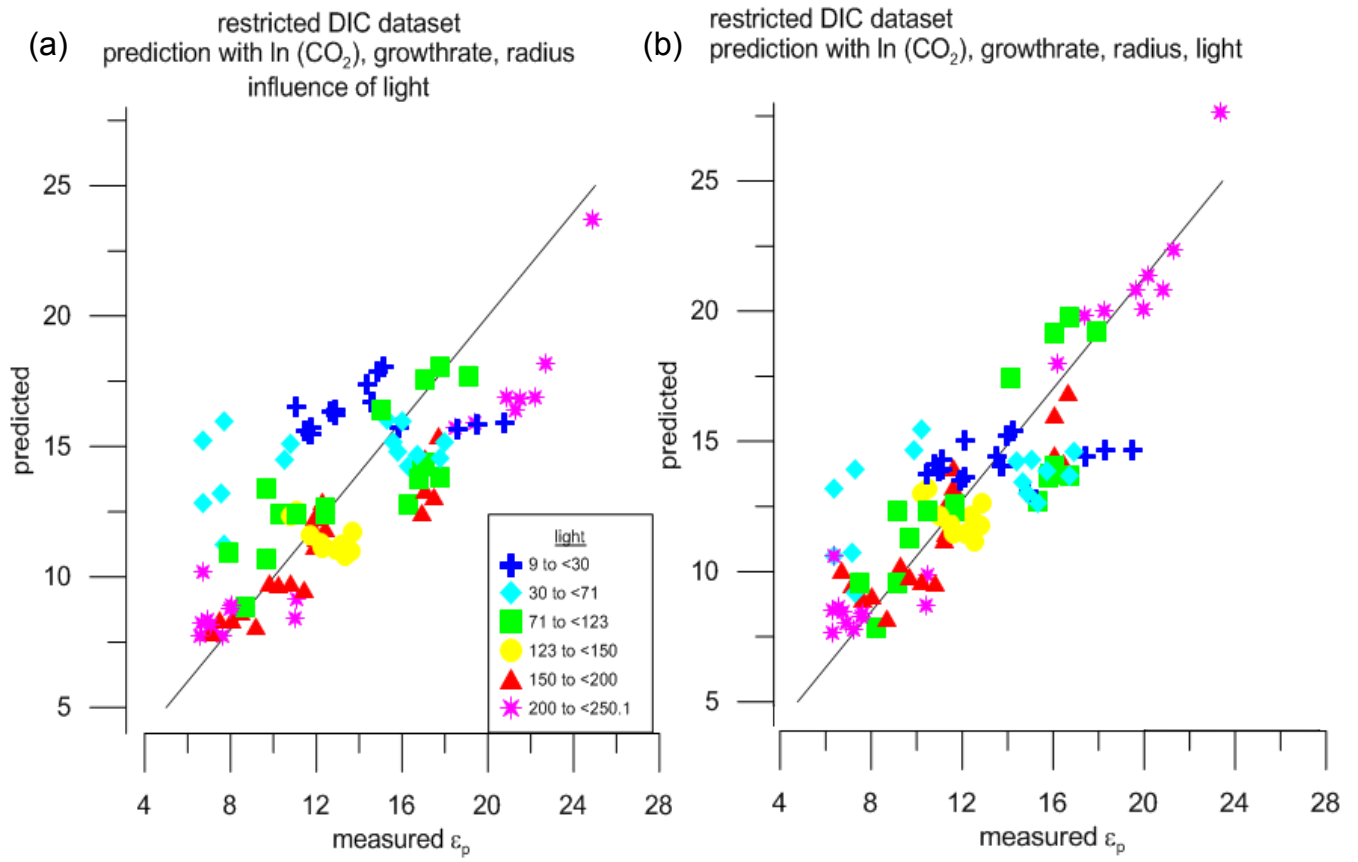 (a)
restricted DIC dataset
prediction with ln (CO₂), growthrate, radius
influence of light
25
20
15
10
5
predicted
light
9 to <30
30 to <71
71 to <123
123 to <150
150 to <200
200 to <250.1
4 8 12 16 20 24 28
measured εₚ
(b)
restricted DIC dataset
prediction with ln (CO₂), growthrate, radius, light
25
20
15
10
5
predicted
4 8 12 16 20 24 28
measured εₚ